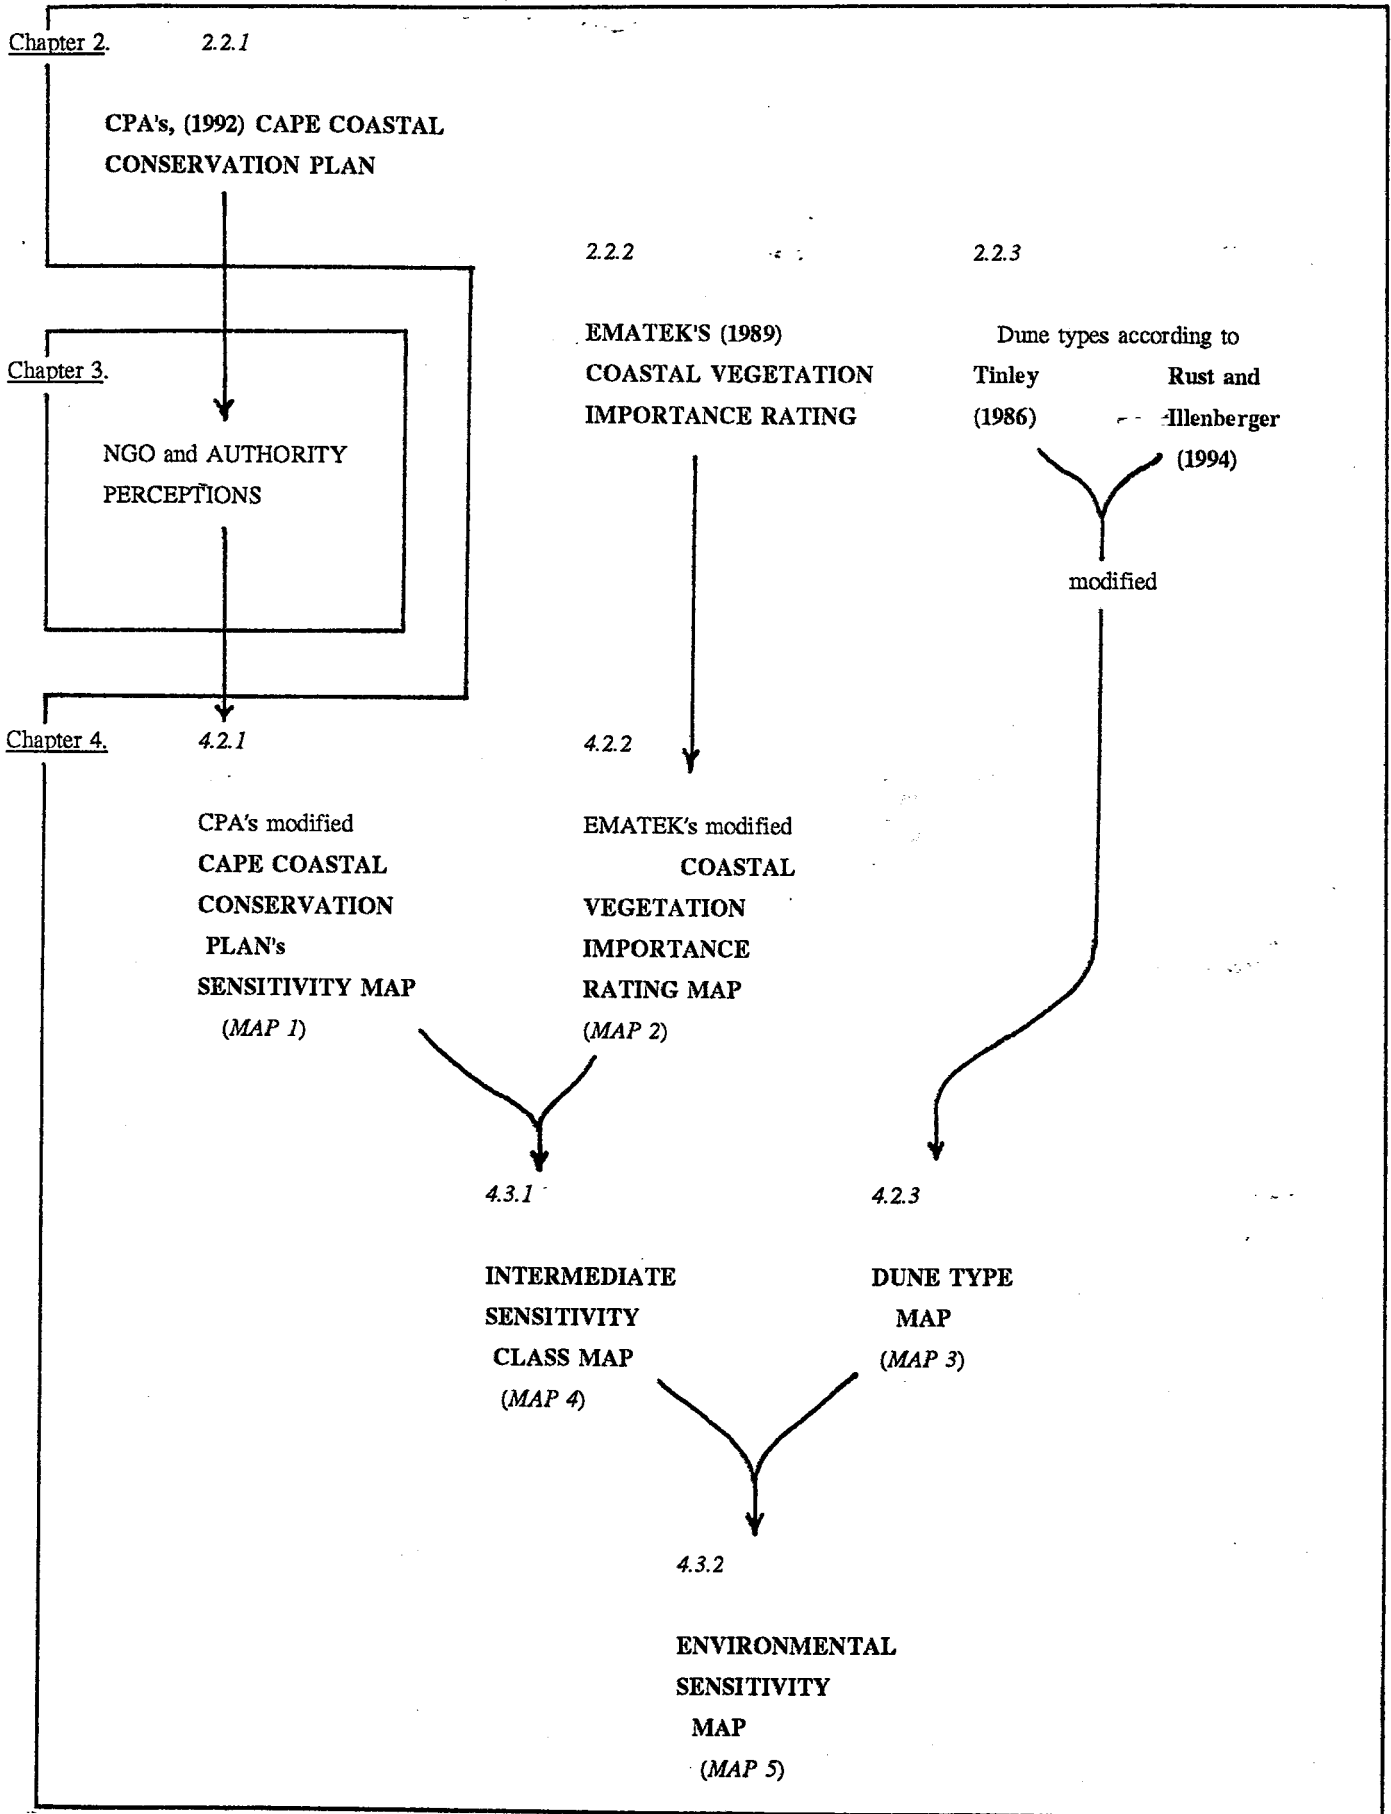 Chapter 2. 2.2.1
CPA's, (1992) CAPE COASTAL
CONSERVATION PLAN
2.2.2
2.2.3
EMATEK'S (1989)
COASTAL VEGETATION
IMPORTANCE RATING
Dune types according to
Tinley
(1986)
Rust and
Illenberger
(1994)
Chapter 3.
NGO and AUTHORITY
PERCEPTIONS
modified
Chapter 4.
4.2.1
CPA's modified
CAPE COASTAL
CONSERVATION
PLAN's
SENSITIVITY MAP
(MAP 1)
4.2.2
EMATEK's modified
COASTAL
VEGETATION
IMPORTANCE
RATING MAP
(MAP 2)
4.3.1
INTERMEDIATE
SENSITIVITY
CLASS MAP
(MAP 4)
4.2.3
DUNE TYPE
MAP
(MAP 3)
4.3.2
ENVIRONMENTAL
SENSITIVITY
MAP
(MAP 5)